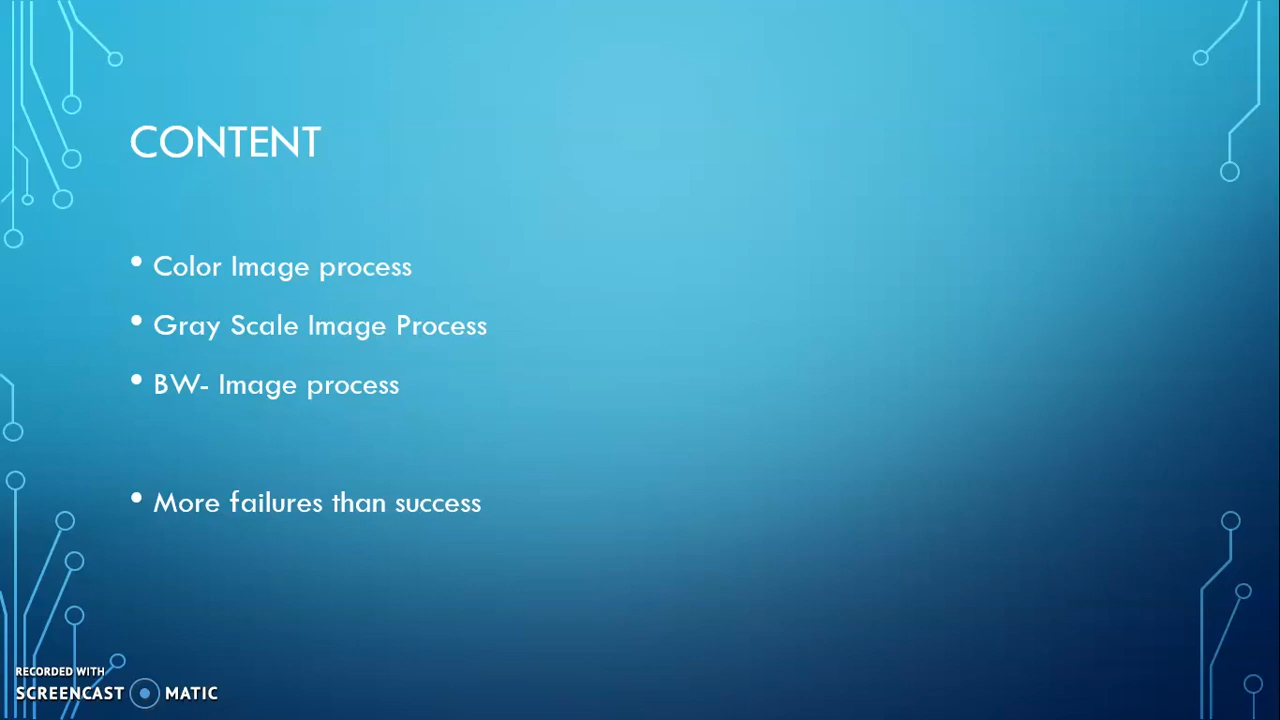 CONTENT
• Color Image process
• Gray Scale Image Process
• BW- Image process
• More failures than success
RECORDED WITH
SCREENCAST MATIC